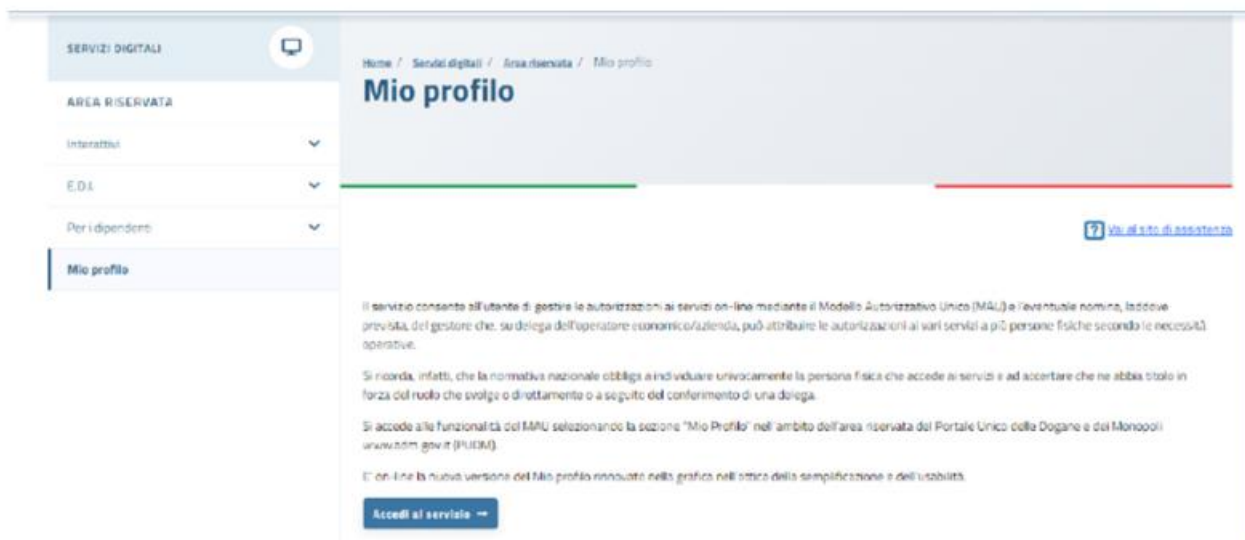 SERVIZI DIGITALI
AREA RISERVATA
Interattivi
E.D.I.
Per i dipendenti
Mio profilo
Home / Servizi digitali / Area riservata / Mio profilo
Mio profilo
? Vai al sito di assistenza
Il servizio consente all'utente di gestire le autorizzazioni ai servizi on-line mediante il Modello Autorizzativo Unico (MAU) e l'eventuale nomina, laddove
prevista, del gestore che, su delega dell'operatore economico/azienda, può attribuire le autorizzazioni ai vari servizi a più persone fisiche secondo le necessità
operative.
Si ricorda, infatti, che la normativa nazionale obbliga a individuare univocamente la persona fisica che accede ai servizi e ad accertare che ne abbia titolo in
forza del ruolo che svolge o direttamente o a seguito del conferimento di una delega.
Si accede alle funzionalità del MAU selezionando la sezione "Mio Profilo" nell'ambito dell'area riservata del Portale Unico delle Dogane e dei Monopoli
www.adm.gov.it (PUDM).
E' on-line la nuova versione del Mio profilo rinnovato nella grafica nell'ottica della semplificazione e dell'usabilità.
Accedi al servizio →